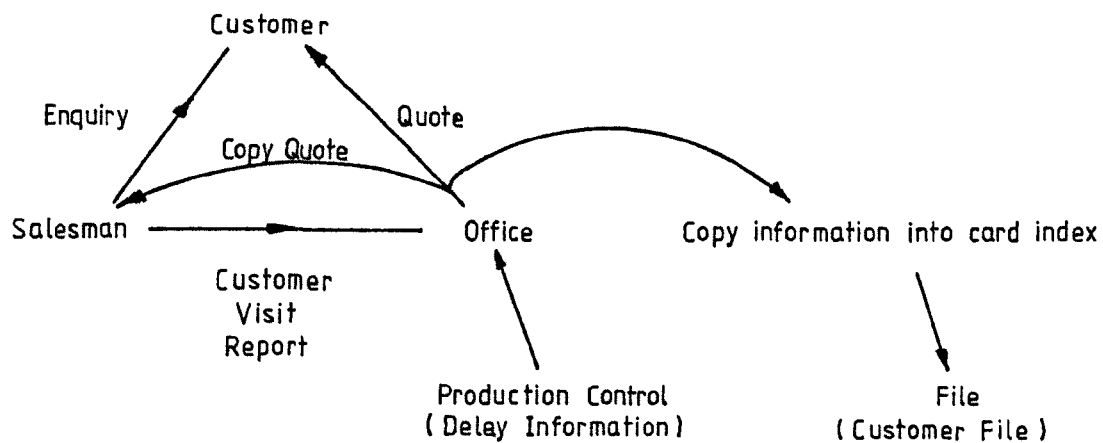 Customer
Enquiry
Quote
Copy Quote
Salesman
Office
Copy information into card index
Customer
Visit
Report
Production Control
( Delay Information )
File
( Customer File )